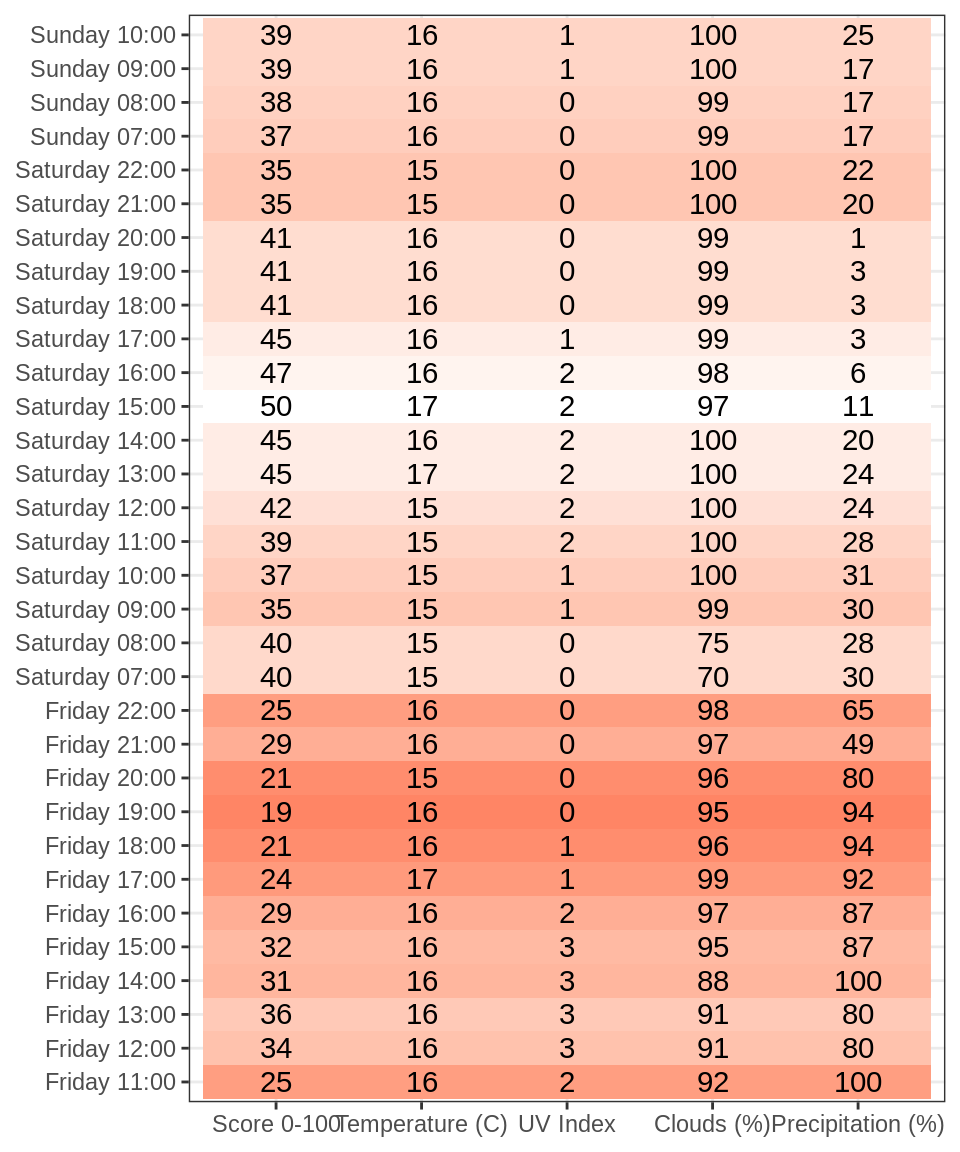 Sunday 10:00 39 16 1 100 25
Sunday 09:00 39 16 1 100 17
Sunday 08:00 38 16 0 99 17
Sunday 07:00 37 16 0 99 17
Saturday 22:00 35 15 0 100 22
Saturday 21:00 35 15 0 100 20
Saturday 20:00 41 16 0 99 1
Saturday 19:00 41 16 0 99 3
Saturday 18:00 41 16 0 99 3
Saturday 17:00 45 16 1 99 3
Saturday 16:00 47 16 2 98 6
Saturday 15:00 50 17 2 97 11
Saturday 14:00 45 16 2 100 20
Saturday 13:00 45 17 2 100 24
Saturday 12:00 42 15 2 100 24
Saturday 11:00 39 15 2 100 28
Saturday 10:00 37 15 1 100 31
Saturday 09:00 35 15 1 99 30
Saturday 08:00 40 15 0 75 28
Saturday 07:00 40 15 0 70 30
Friday 22:00 25 16 0 98 65
Friday 21:00 29 16 0 97 49
Friday 20:00 21 15 0 96 80
Friday 19:00 19 16 0 95 94
Friday 18:00 21 16 1 96 94
Friday 17:00 24 17 1 99 92
Friday 16:00 29 16 2 97 87
Friday 15:00 32 16 3 95 87
Friday 14:00 31 16 3 88 100
Friday 13:00 36 16 3 91 80
Friday 12:00 34 16 3 91 80
Friday 11:00 25 16 2 92 100
Score 0-100 Temperature (C) UV Index Clouds (%) Precipitation (%)